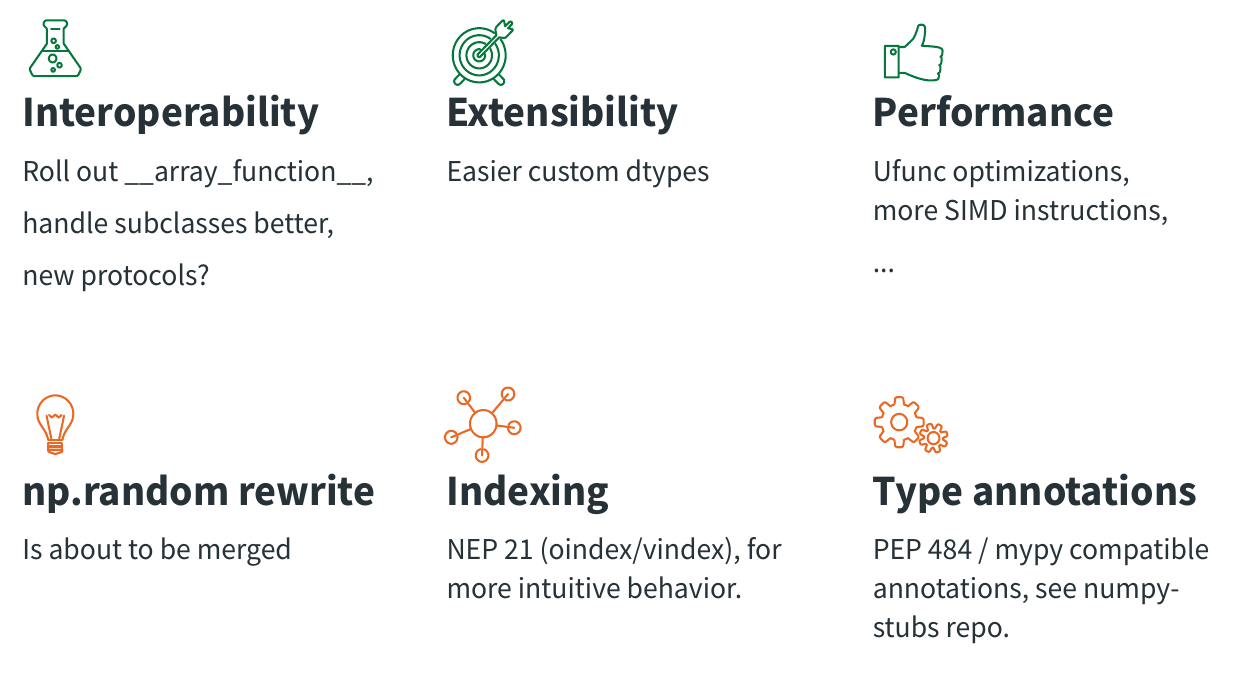 Interoperability
Roll out __array_function__,
handle subclasses better,
new protocols?
Extensibility
Easier custom dtypes
Performance
Ufunc optimizations,
more SIMD instructions,
...
np.random rewrite
Is about to be merged
Indexing
NEP 21 (oindex/vindex), for
more intuitive behavior.
Type annotations
PEP 484 / mypy compatible
annotations, see numpy-
stubs repo.